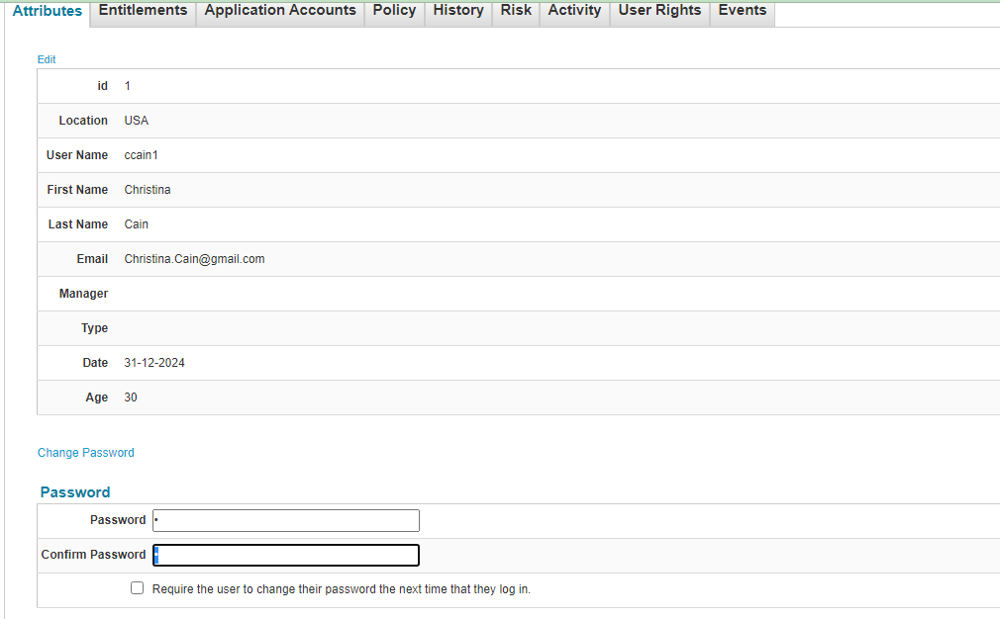 Attributes Entitlements Application Accounts Policy History Risk Activity User Rights Events
Edit
id 1
Location USA
User Name ccain1
First Name Christina
Last Name Cain
Email Christina.Cain@gmail.com
Manager
Type
Date 31-12-2024
Age 30
Change Password
Password
Password •
Confirm Password •
Require the user to change their password the next time that they log in.